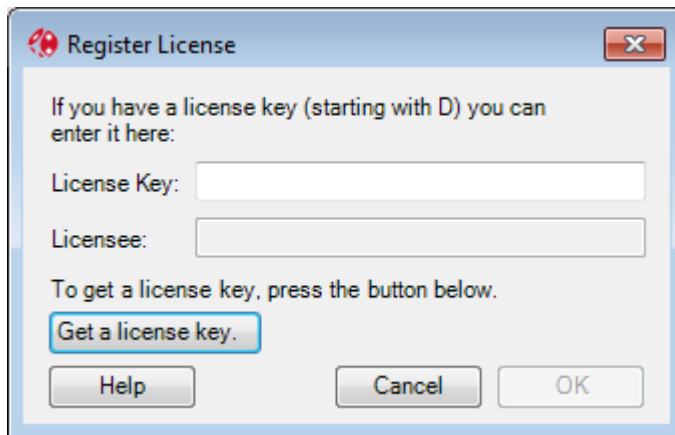 Register License
If you have a license key (starting with D) you can
enter it here:
License Key:
Licensee:
To get a license key, press the button below.
Get a license key.
Help
Cancel
OK